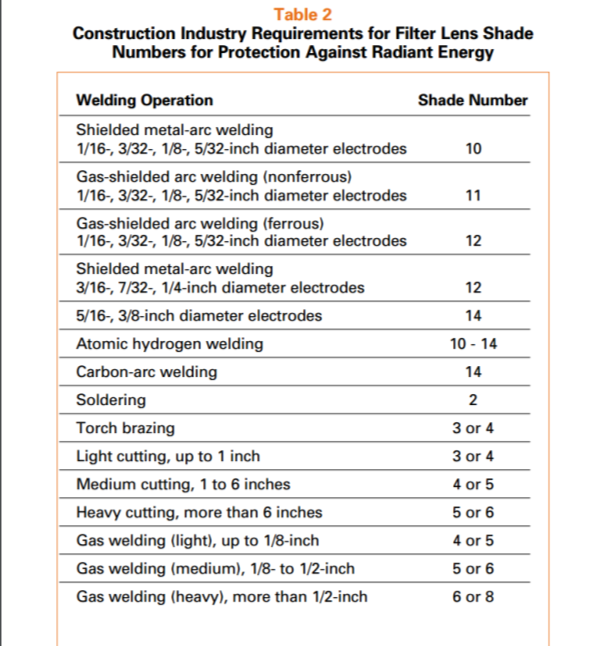 Table 2
Construction Industry Requirements for Filter Lens Shade
Numbers for Protection Against Radiant Energy
Welding Operation Shade Number
Shielded metal-arc welding
1/16-, 3/32-, 1/8-, 5/32-inch diameter electrodes 10
Gas-shielded arc welding (nonferrous)
1/16-, 3/32-, 1/8-, 5/32-inch diameter electrodes 11
Gas-shielded arc welding (ferrous)
1/16-, 3/32-, 1/8-, 5/32-inch diameter electrodes 12
Shielded metal-arc welding
3/16-, 7/32-, 1/4-inch diameter electrodes 12
5/16-, 3/8-inch diameter electrodes 14
Atomic hydrogen welding 10 - 14
Carbon-arc welding 14
Soldering 2
Torch brazing 3 or 4
Light cutting, up to 1 inch 3 or 4
Medium cutting, 1 to 6 inches 4 or 5
Heavy cutting, more than 6 inches 5 or 6
Gas welding (light), up to 1/8-inch 4 or 5
Gas welding (medium), 1/8- to 1/2-inch 5 or 6
Gas welding (heavy), more than 1/2-inch 6 or 8